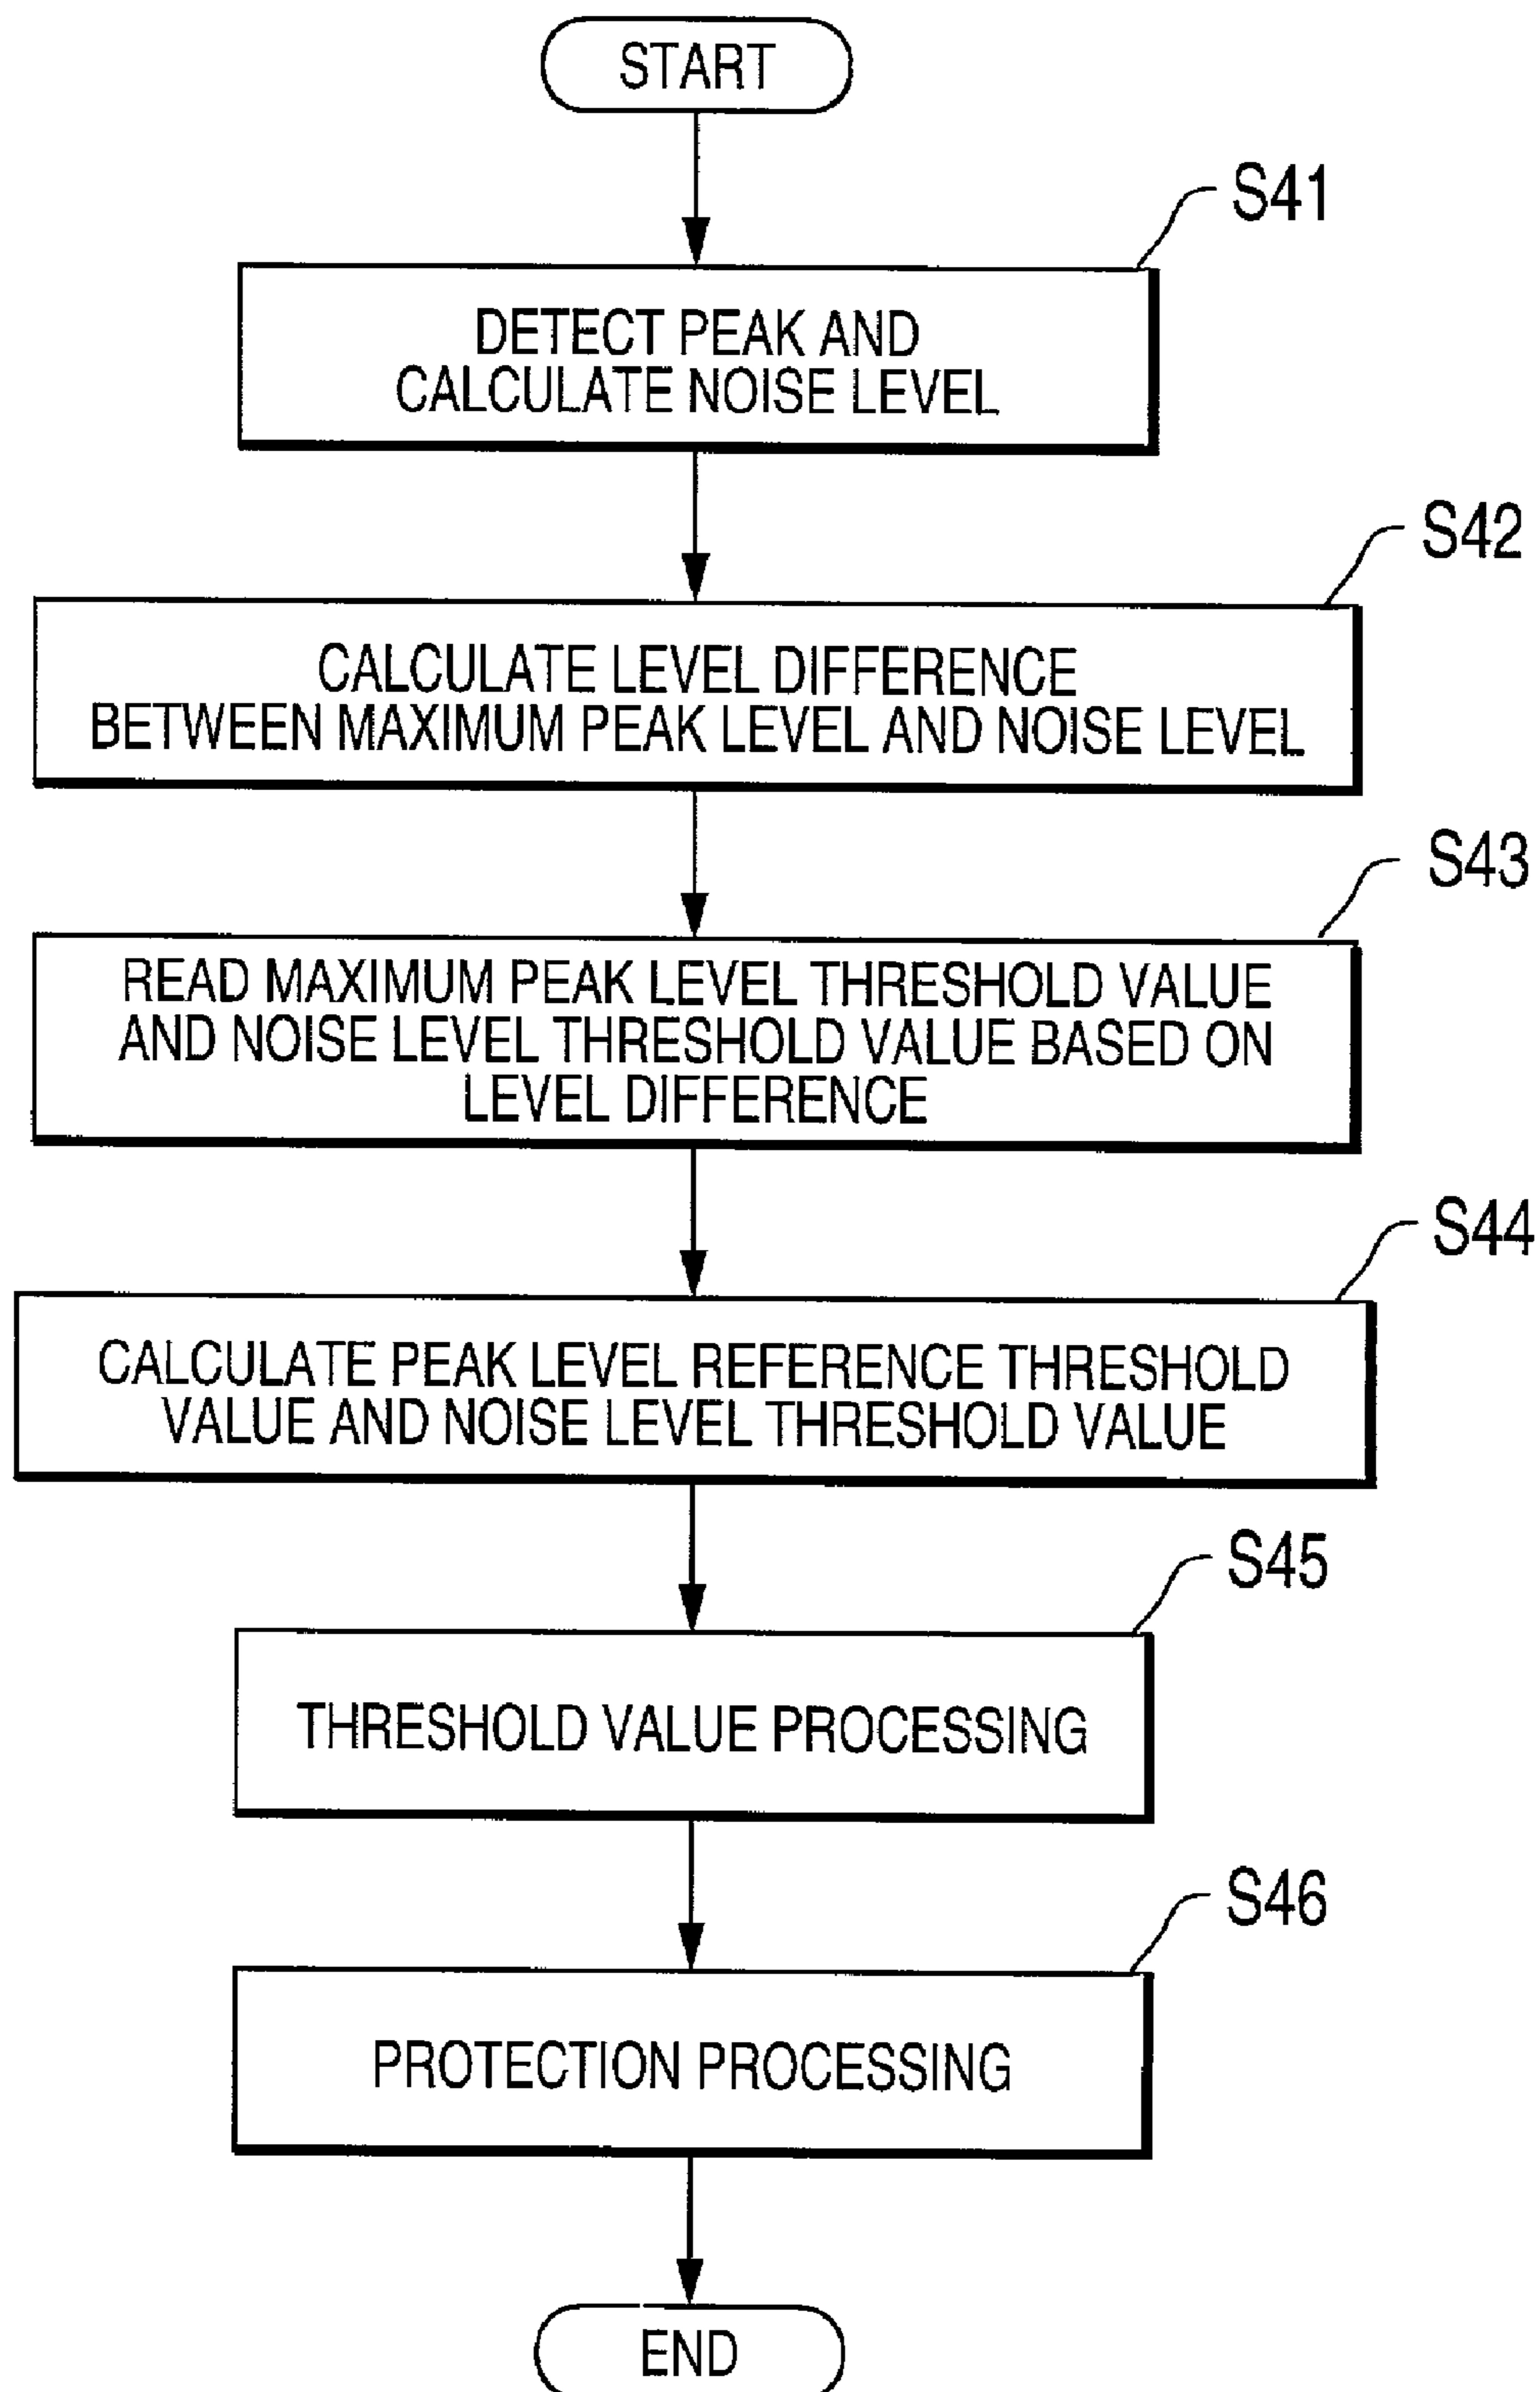 START
S41
DETECT PEAK AND
CALCULATE NOISE LEVEL
S42
CALCULATE LEVEL DIFFERENCE
BETWEEN MAXIMUM PEAK LEVEL AND NOISE LEVEL
S43
READ MAXIMUM PEAK LEVEL THRESHOLD VALUE
AND NOISE LEVEL THRESHOLD VALUE BASED ON
LEVEL DIFFERENCE
S44
CALCULATE PEAK LEVEL REFERENCE THRESHOLD
VALUE AND NOISE LEVEL THRESHOLD VALUE
S45
THRESHOLD VALUE PROCESSING
S46
PROTECTION PROCESSING
END